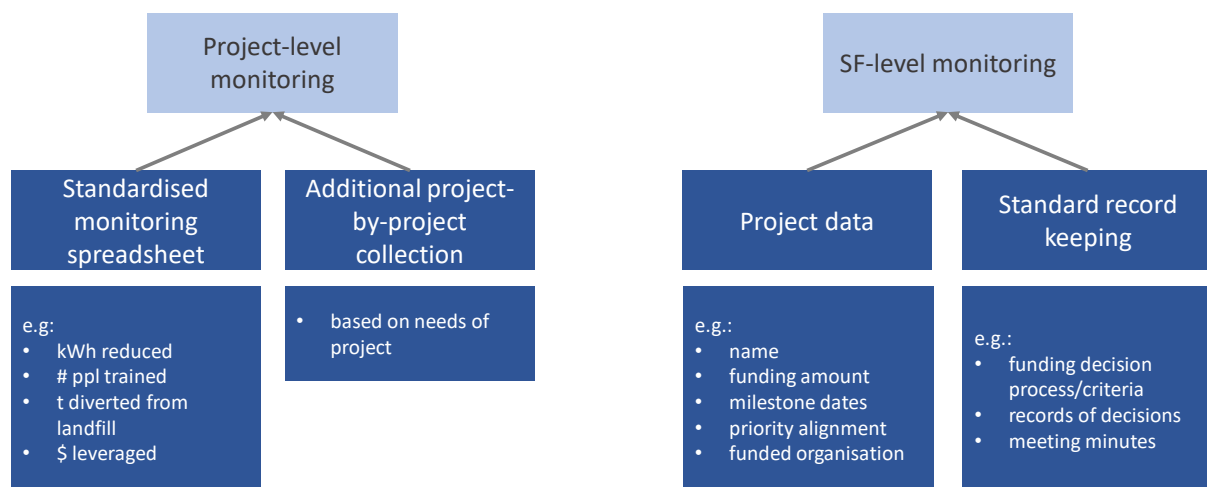 Project-level
monitoring
SF-level monitoring
Standardised
monitoring
spreadsheet
Additional project-
by-project
collection
Project data
Standard record
keeping
e.g:
• kWh reduced
• # ppl trained
• t diverted from
landfill
• $ leveraged
• based on needs of
project
e.g.:
• name
• funding amount
• milestone dates
• priority alignment
• funded organisation
e.g.:
• funding decision
process/criteria
• records of decisions
• meeting minutes